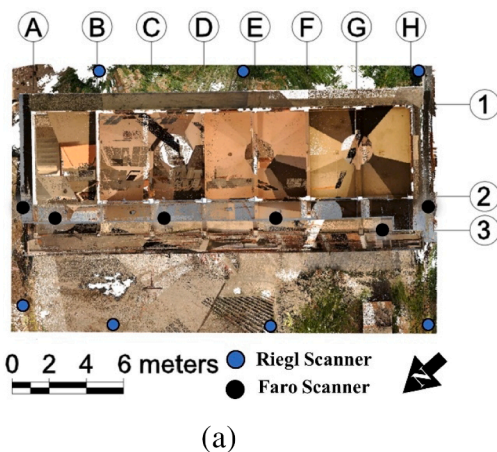 A B C D E F G H
1
2
3
0 2 4 6 meters
Riegl Scanner
Faro Scanner
N
(a)